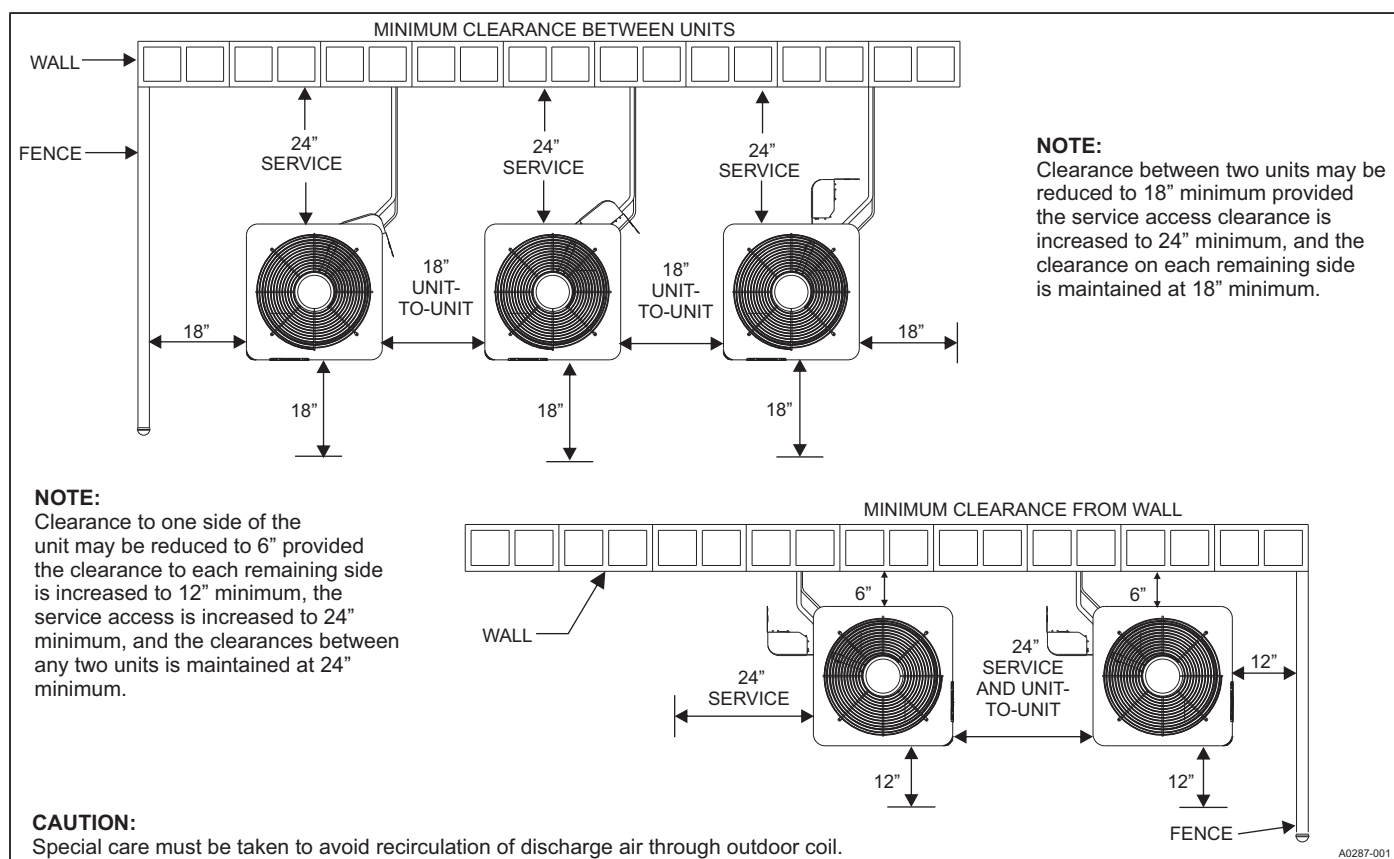 MINIMUM CLEARANCE BETWEEN UNITS
WALL
FENCE
24”
SERVICE
24”
SERVICE
24”
SERVICE
18”
UNIT-
TO-UNIT
18”
UNIT-
TO-UNIT
18”
18”
18”
18”
18”
NOTE:
Clearance between two units may be
reduced to 18” minimum provided
the service access clearance is
increased to 24” minimum, and the
clearance on each remaining side
is maintained at 18” minimum.
NOTE:
Clearance to one side of the
unit may be reduced to 6” provided
the clearance to each remaining side
is increased to 12” minimum, the
service access is increased to 24”
minimum, and the clearances between
any two units is maintained at 24”
minimum.
MINIMUM CLEARANCE FROM WALL
WALL
6”
6”
24”
SERVICE
24”
SERVICE
AND UNIT-
TO-UNIT
12”
12”
12”
FENCE
CAUTION:
Special care must be taken to avoid recirculation of discharge air through outdoor coil.
A0287-001